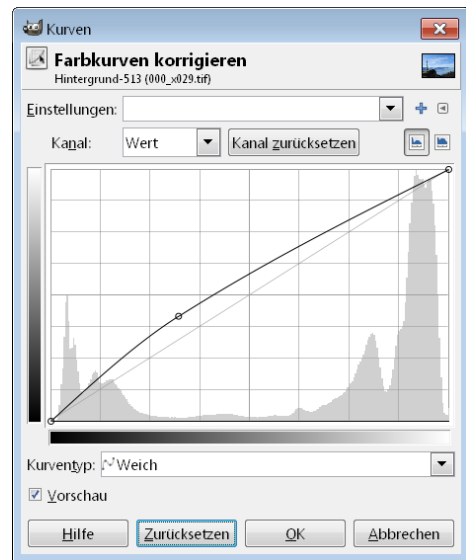 Kurven
Farbkurven korrigieren
Hintergrund-513 (000_x029.tif)
Einstellungen:
Kanal: Wert Kanal zurücksetzen
Kurventyp: Weich
Vorschau
Hilfe Zurücksetzen OK Abbrechen